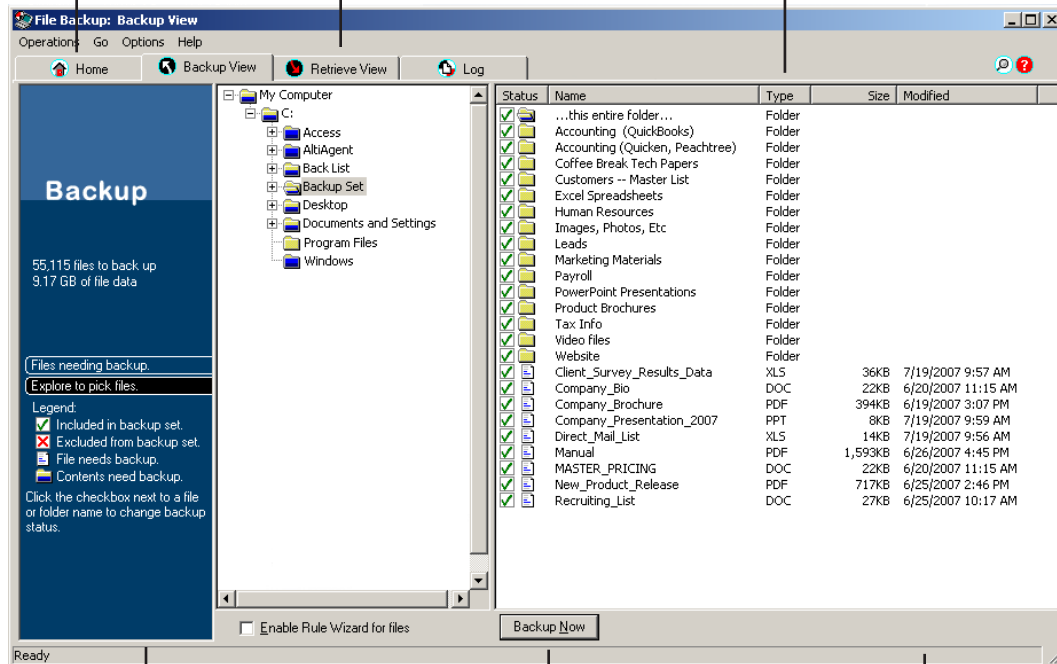 File Backup: Backup View
Operations Go Options Help
Home
Backup View
Retrieve View
Log
Backup
55,115 files to back up
9.17 GB of file data
Files needing backup.
Explore to pick files.
Legend:
Included in backup set.
Excluded from backup set.
File needs backup.
Contents need backup.
Click the checkbox next to a file
or folder name to change backup
status.
My Computer
C:
Access
AltiAgent
Back List
Backup Set
Desktop
Documents and Settings
Program Files
Windows
Enable Rule Wizard for files
Status Name Type Size Modified
...this entire folder... Folder
Accounting (QuickBooks) Folder
Accounting (Quicken, Peachtree) Folder
Coffee Break Tech Papers Folder
Customers -- Master List Folder
Excel Spreadsheets Folder
Human Resources Folder
Images, Photos, Etc Folder
Leads Folder
Marketing Materials Folder
Payroll Folder
PowerPoint Presentations Folder
Product Brochures Folder
Tax Info Folder
Video files Folder
Website Folder
Client_Survey_Results_Data XLS 36KB 7/19/2007 9:57 AM
Company_Bio DOC 22KB 6/20/2007 11:15 AM
Company_Brochure PDF 394KB 6/19/2007 3:07 PM
Company_Presentation_2007 PPT 8KB 7/19/2007 9:59 AM
Direct_Mail_List XLS 14KB 7/19/2007 9:56 AM
Manual PDF 1,593KB 6/26/2007 4:45 PM
MASTER_PRICING DOC 22KB 6/20/2007 11:15 AM
New_Product_Release PDF 717KB 6/25/2007 2:46 PM
Recruiting_List DOC 27KB 6/25/2007 10:17 AM
Backup Now
Ready